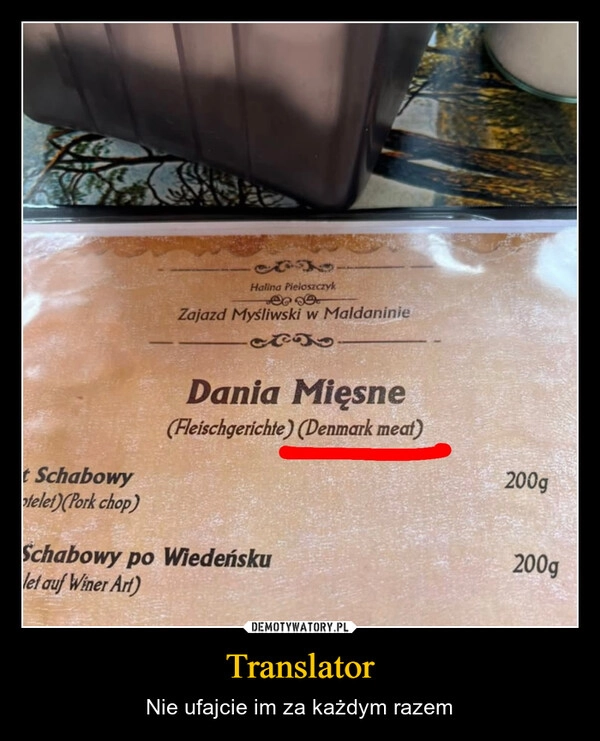 Halina Pieloszczyk
Zajazd Myśliwski w Maldaninie
Dania Mięsne
(Fleischgerichte) (Denmark meat)
t Schabowy 200g
otelet)(Pork chop)
Schabowy po Wiedeńsku 200g
let auf Winer Art)
DEMOTYWATORY.PL
Translator
Nie ufajcie im za każdym razem